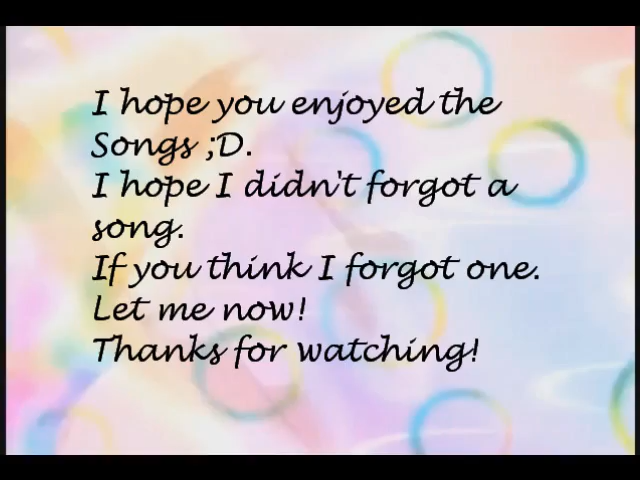 I hope you enjoyed the
Songs ;D.
I hope I didn't forgot a
song.
If you think I forgot one.
Let me now!
Thanks for watching!